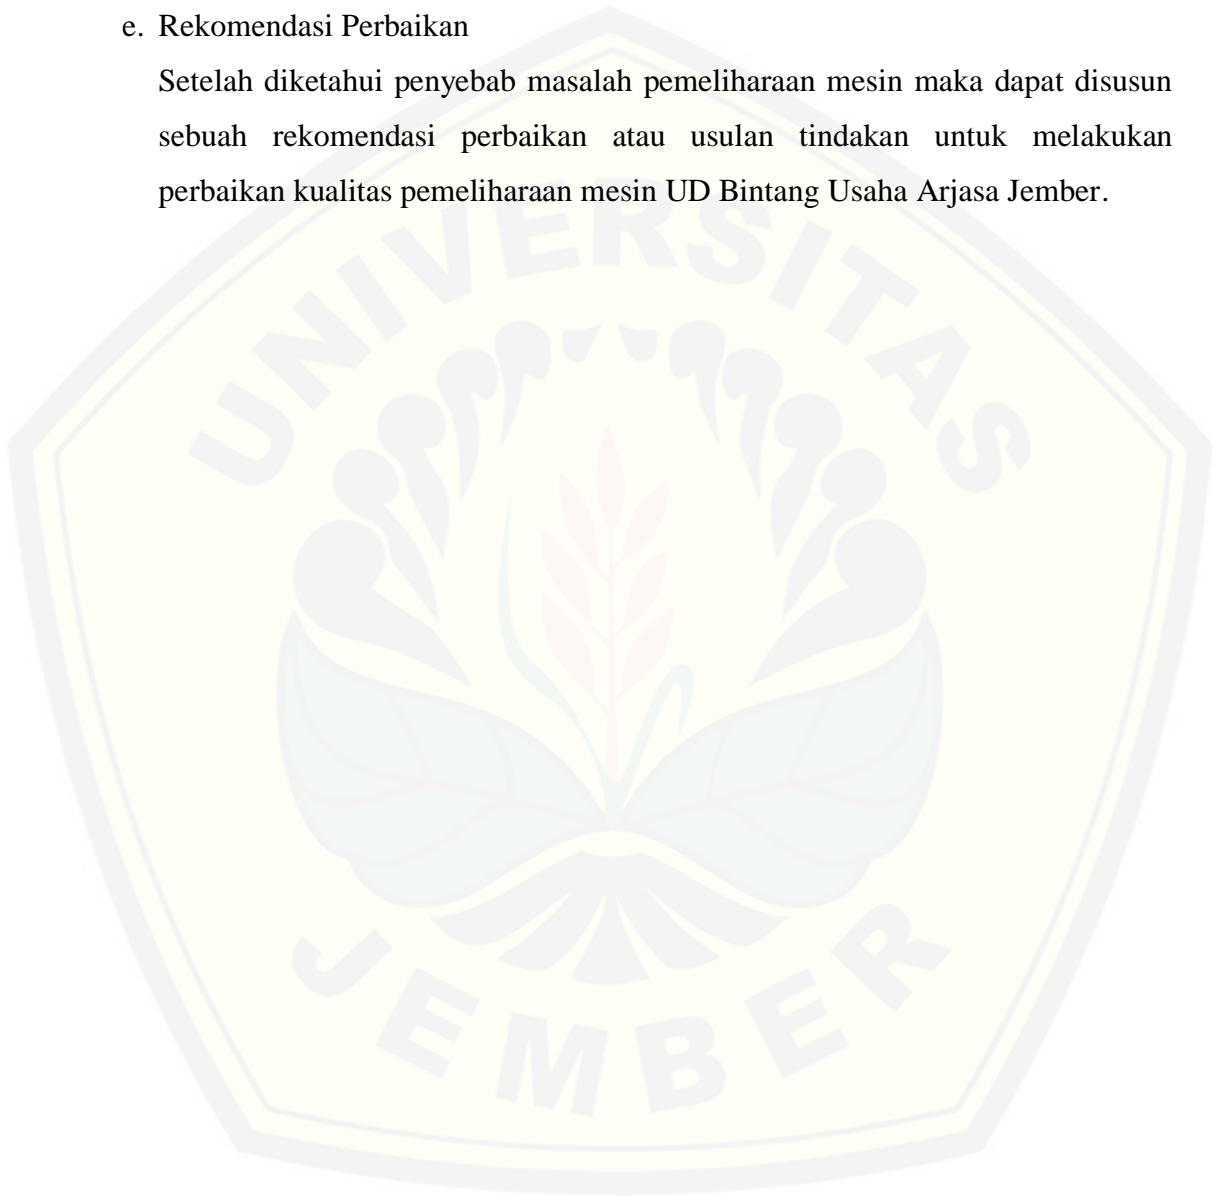 e. Rekomendasi Perbaikan
Setelah diketahui penyebab masalah pemeliharaan mesin maka dapat disusun
sebuah rekomendasi perbaikan atau usulan tindakan untuk melakukan
perbaikan kualitas pemeliharaan mesin UD Bintang Usaha Arjasa Jember.
UNIVERSITAS
JEMBER